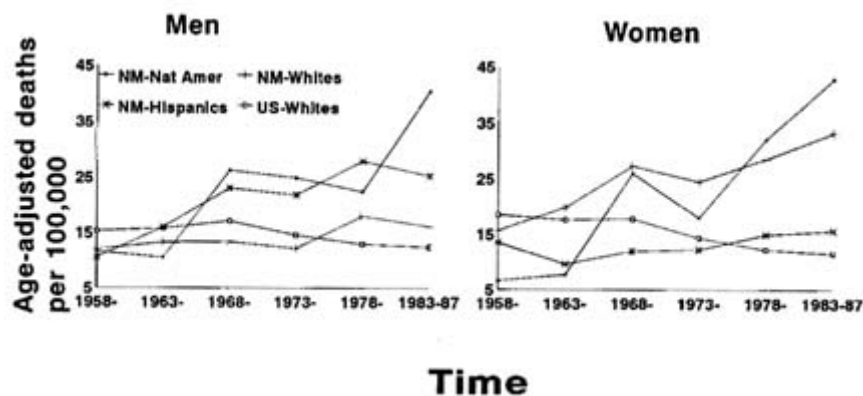 Men
Women
Age-adjusted deaths
per 100,000
45
35
25
15
5
NM-Nat Amer
NM-Whites
NM-Hispanics
US-Whites
1958-
1963-
1968-
1973-
1978-
1983-87
45
35
25
15
5
1958-
1963-
1968-
1973-
1978-
1983-87
Time